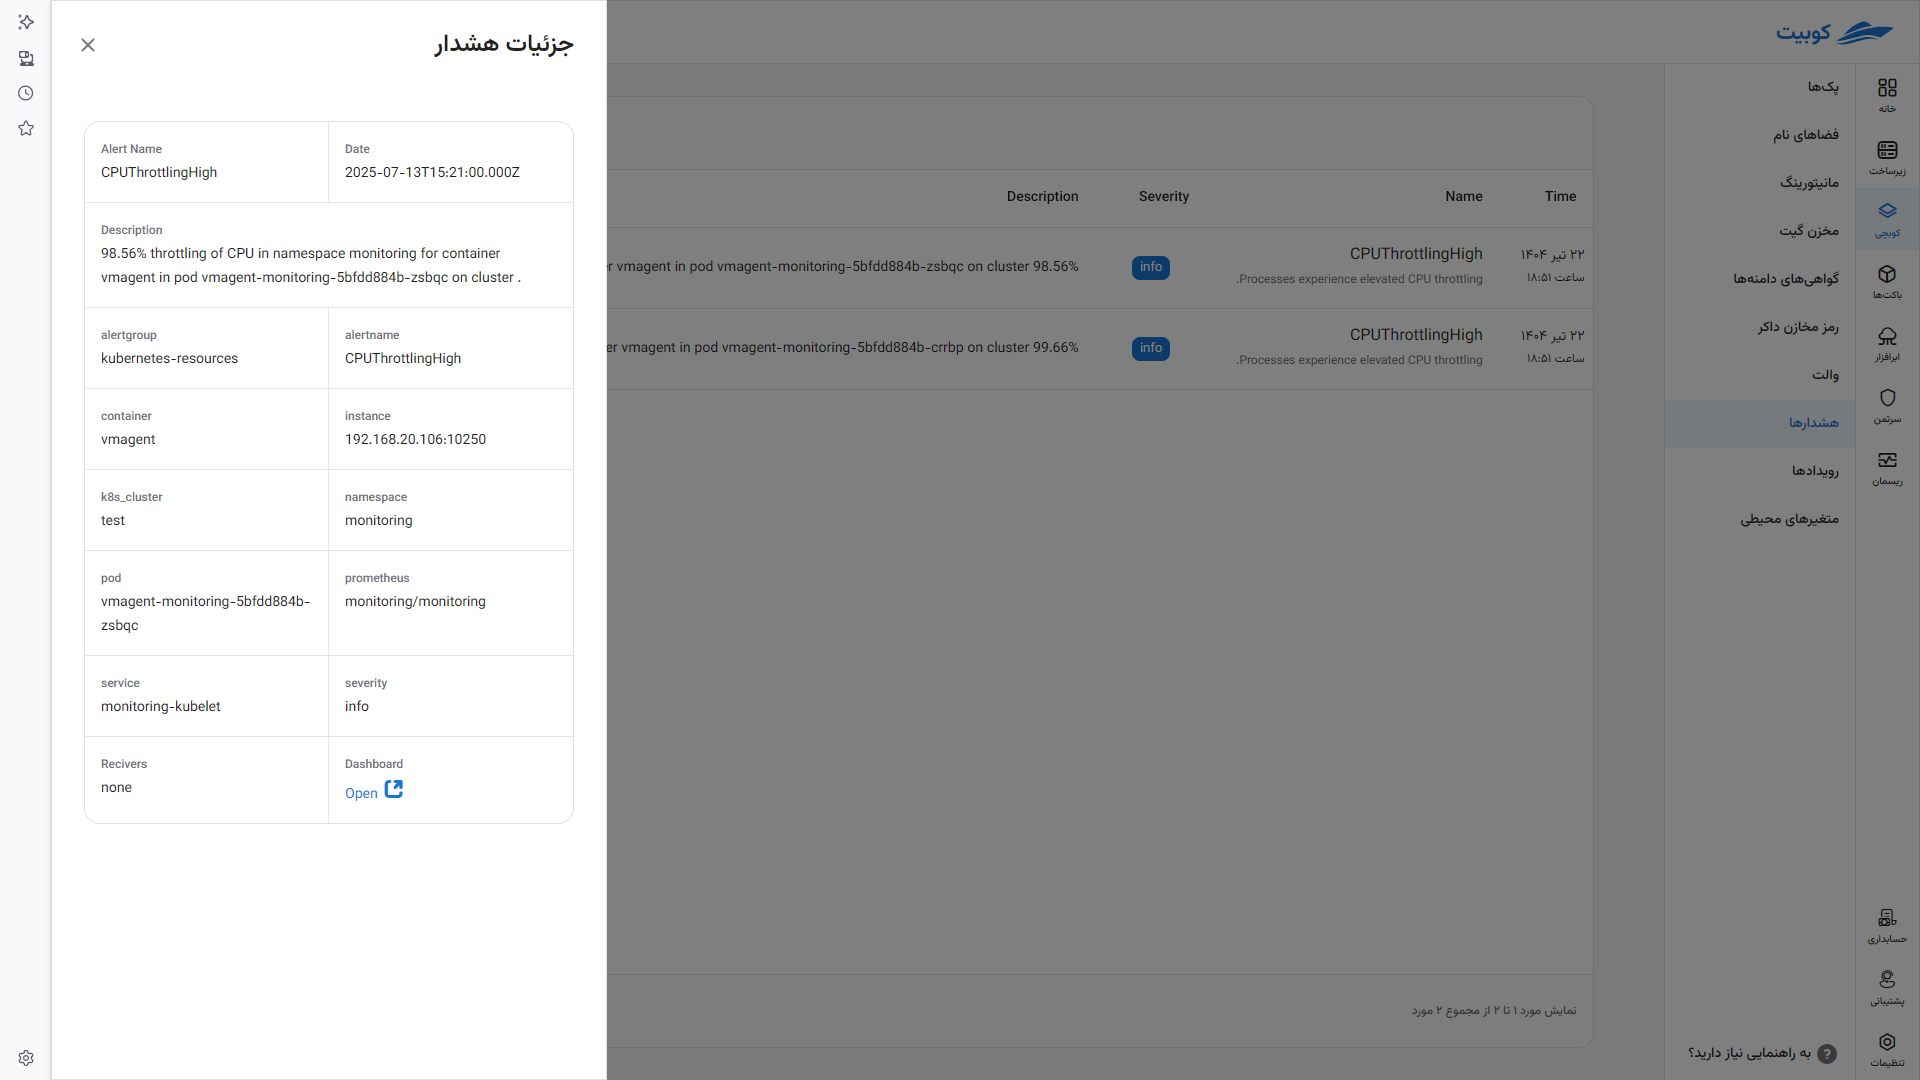 جزئیات هشدار
Alert Name
CPUThrottlingHigh
Date
2025-07-13T15:21:00.000Z
Description
98.56% throttling of CPU in namespace monitoring for container
vmagent in pod vmagent-monitoring-5bfdd884b-zsbqc on cluster .
alertgroup
kubernetes-resources
alertname
CPUThrottlingHigh
container
vmagent
instance
192.168.20.106:10250
k8s_cluster
test
namespace
monitoring
pod
vmagent-monitoring-5bfdd884b-
zsbqc
prometheus
monitoring/monitoring
service
monitoring-kubelet
severity
info
Recivers
none
Dashboard
Open
کوبیت
خانه
زیرساخت
کوبچی
باکت‌ها
ابرافزار
سرتمن
ریسمان
حسابداری
پشتیبانی
تنظیمات
پک‌ها
فضاهای نام
مانیتورینگ
مخزن گیت
گواهی‌های دامنه‌ها
رمز مخازن داکر
والت
هشدارها
رویدادها
متغیرهای محیطی
به راهنمایی نیاز دارید؟
Time
Name
Severity
Description
۲۲ تیر ۱۴۰۴
ساعت ۱۸:۵۱
CPUThrottlingHigh
.Processes experience elevated CPU throttling
info
r vmagent in pod vmagent-monitoring-5bfdd884b-zsbqc on cluster 98.56%
۲۲ تیر ۱۴۰۴
ساعت ۱۸:۵۱
CPUThrottlingHigh
.Processes experience elevated CPU throttling
info
er vmagent in pod vmagent-monitoring-5bfdd884b-crrbp on cluster 99.66%
نمایش مورد ۱ تا ۲ از مجموع ۲ مورد